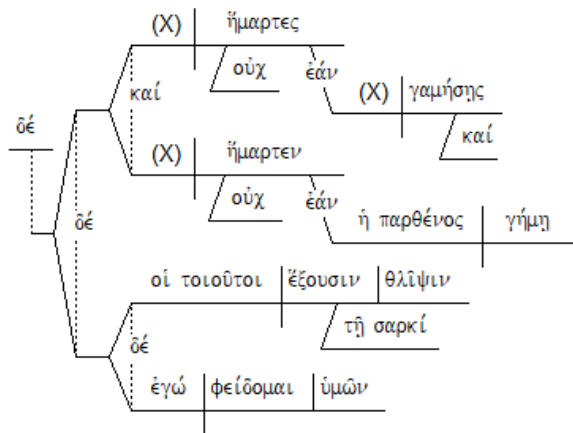 (X) ἥμαρτες
οὐχ ἐάν
καί (X) γαμήσῃς
καί
δέ
(X) ἥμαρτεν
οὐχ ἐάν
δέ ἡ παρθένος γήμῃ
οἱ τοιοῦτοι ἕξουσιν θλῖψιν
τῇ σαρκί
δέ
ἐγώ φείδομαι ὑμῶν